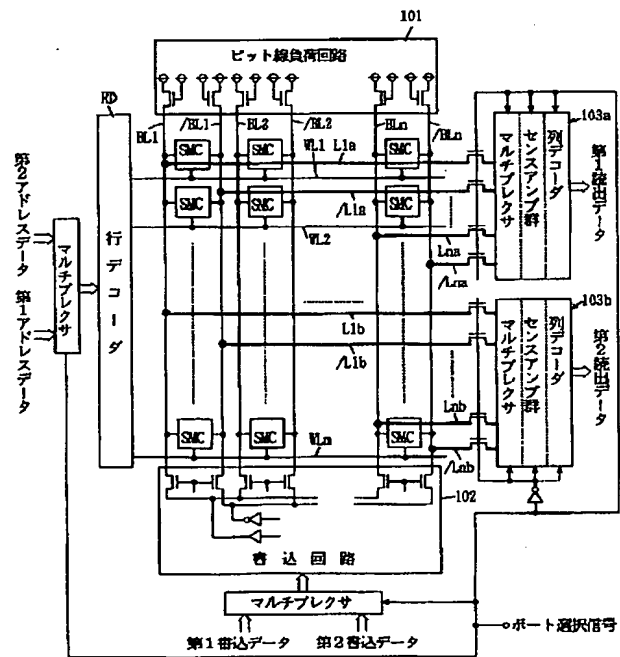 101
ビット線負荷回路
RD
BL1
/BL1
BL2
/BL2
BLn
/BLn
SMC
SMC
SMC
WL1
L1a
SMC
SMC
SMC
/L1a
WL2
Lna
/Lna
103a
マルチプレクサ
センスアンプ群
列デコーダ
第1読出データ
第2アドレスデータ
第1アドレスデータ
マルチプレクサ
行デコーダ
L1b
/L1b
Lnb
/Lnb
103b
マルチプレクサ
センスアンプ群
列デコーダ
第2読出データ
SMC
SMC
SMC
WLm
102
書込回路
マルチプレクサ
第1書込データ
第2書込データ
ポート選択信号